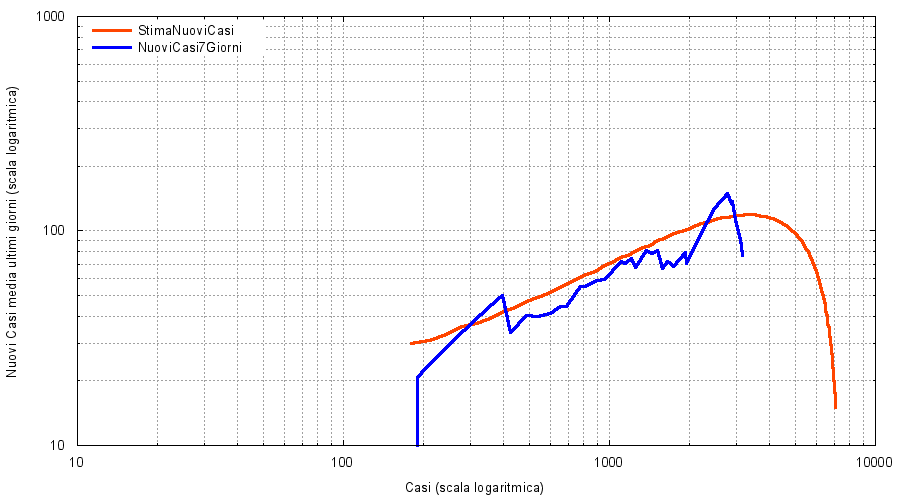 1000
StimaNuoviCasi
NuoviCasi7Giorni
Nuovi Casi media ultimi giorni (scala logaritmica)
100
10
10 100 1000 10000
Casi (scala logaritmica)